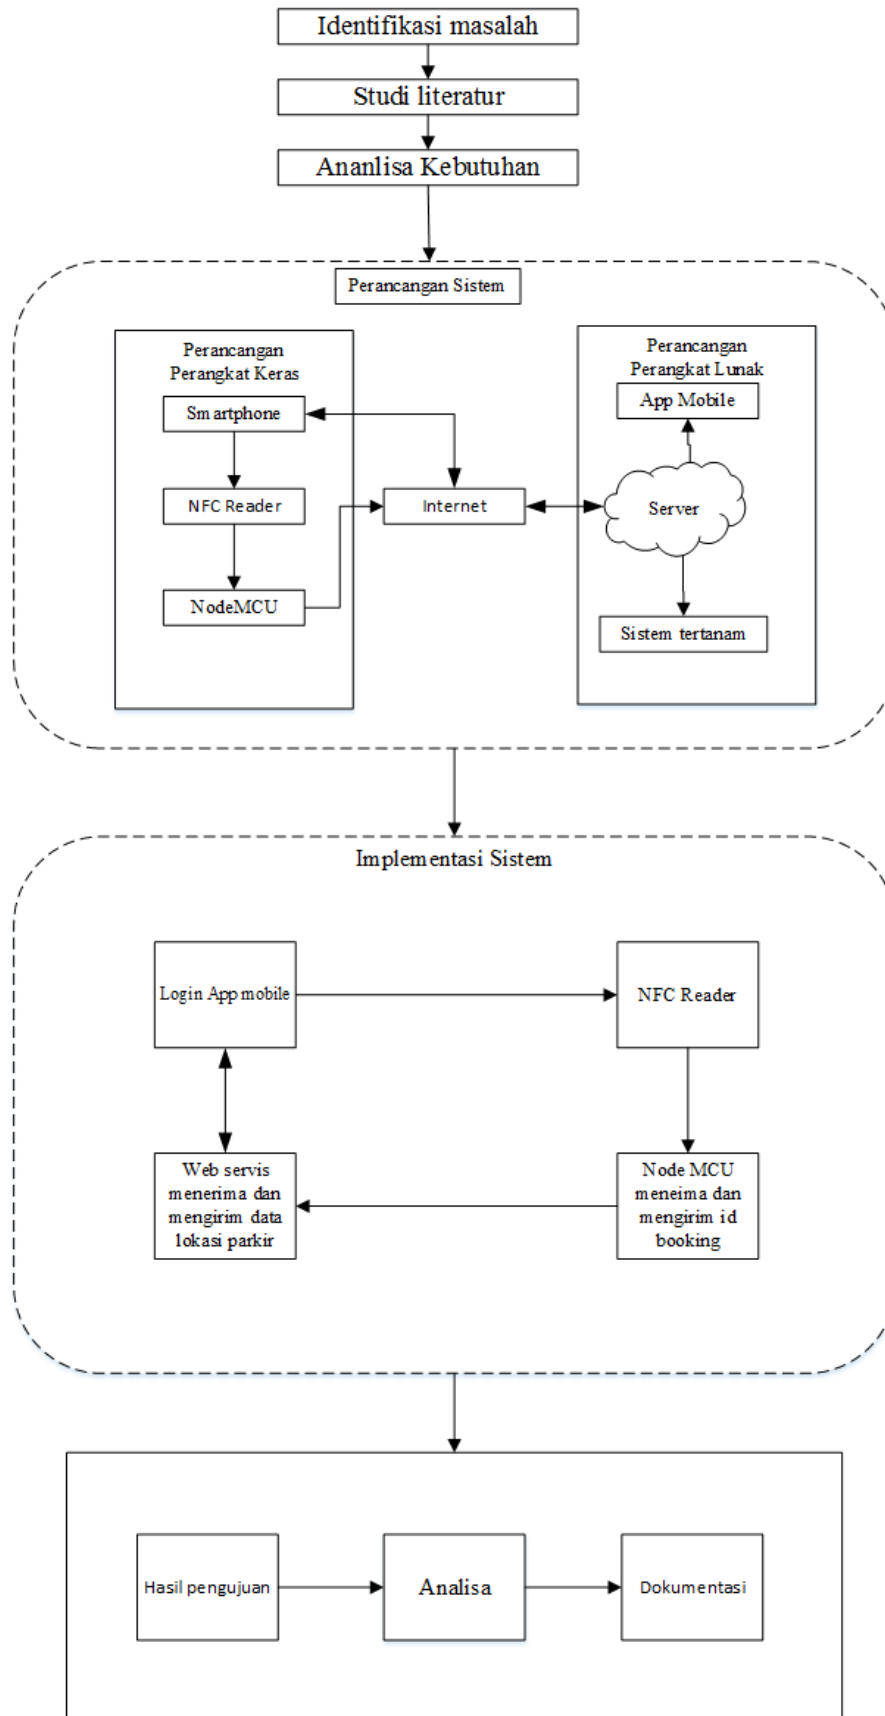 Identifikasi masalah
Studi literatur
Ananlisa Kebutuhan
Perancangan Sistem
Perancangan
Perangkat Keras
Smartphone
NFC Reader
NodeMCU
Internet
Perancangan
Perangkat Lunak
App Mobile
Server
Sistem tertanam
Implementasi Sistem
Login App mobile
NFC Reader
Web servis
menerima dan
mengirim data
lokasi parkir
Node MCU
meneima dan
mengirim id
booking
Hasil pengujuan
Analisa
Dokumentasi